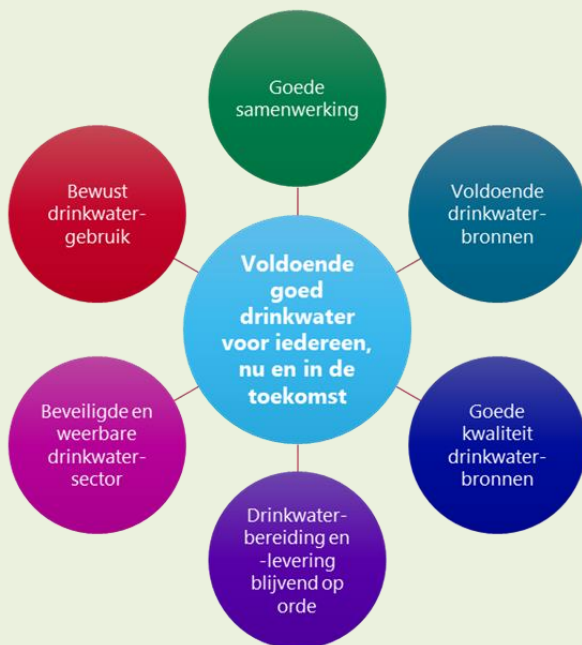 Goede
samenwerking
Voldoende
drinkwater-
bronnen
Goede
kwaliteit
drinkwater-
bronnen
Drinkwater-
bereiding en
-levering
blijvend op
orde
Beveiligde en
weerbare
drinkwater-
sector
Bewust
drinkwater-
gebruik
Voldoende
goed
drinkwater
voor iedereen,
nu en in de
toekomst